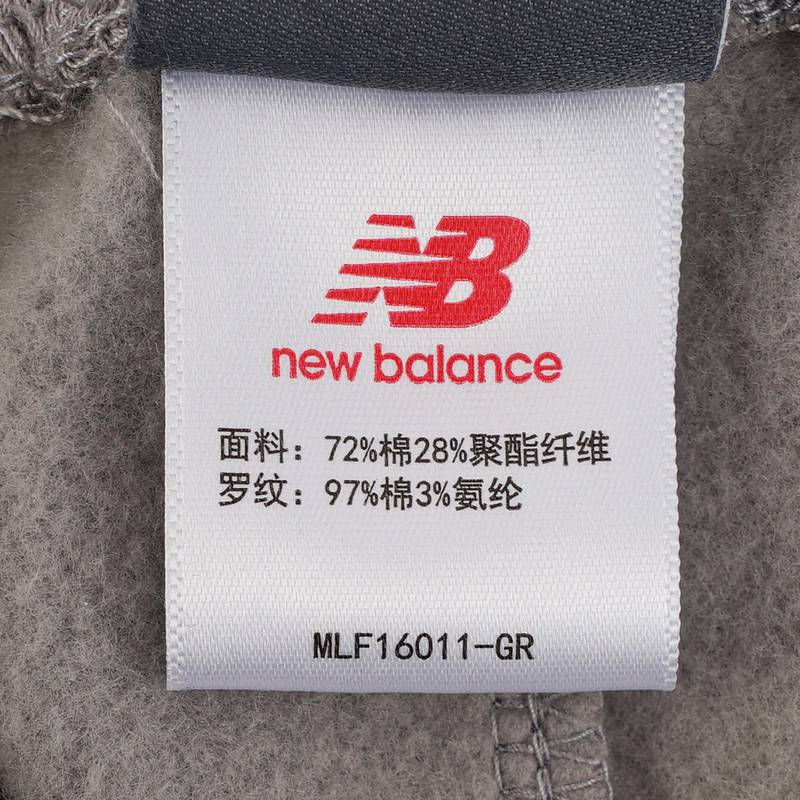 NB
new balance
面料：72%棉28%聚酯纤维
罗纹：97%棉3%氨纶
MLF16011-GR